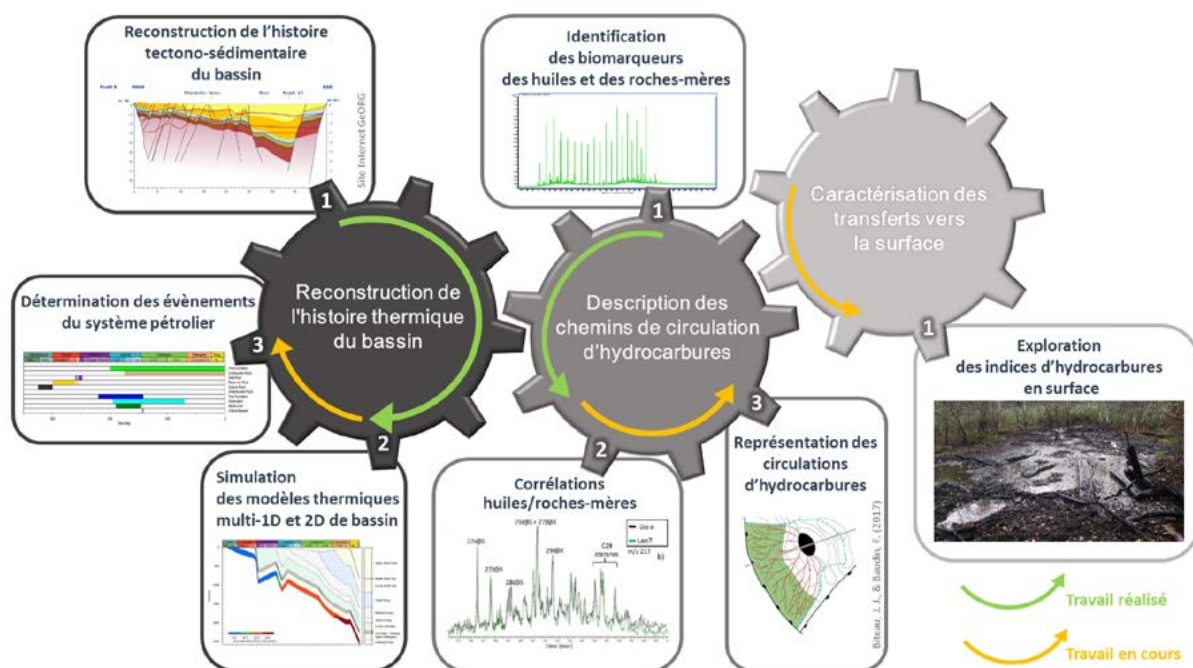 Reconstruction de l'histoire
tectono-sédimentaire
du bassin
Site Internet GeORG
1
Identification
des biomarqueurs
des huiles et des roches-mères
1
Caractérisation des
transferts vers
la surface
1
Détermination des évènements
du système pétrolier
3
Reconstruction de
l'histoire thermique
du bassin
2
Description des
chemins de circulation
d'hydrocarbures
2
3
Exploration
des indices d'hydrocarbures
en surface
Simulation
des modèles thermiques
multi-1D et 2D de bassin
Corrélations
huiles/roches-mères
m/z 217
b)
C29
Représentation des
circulations
d'hydrocarbures
Biteau, J. J., & Baudin, F. (2017)
Travail réalisé
Travail en cours